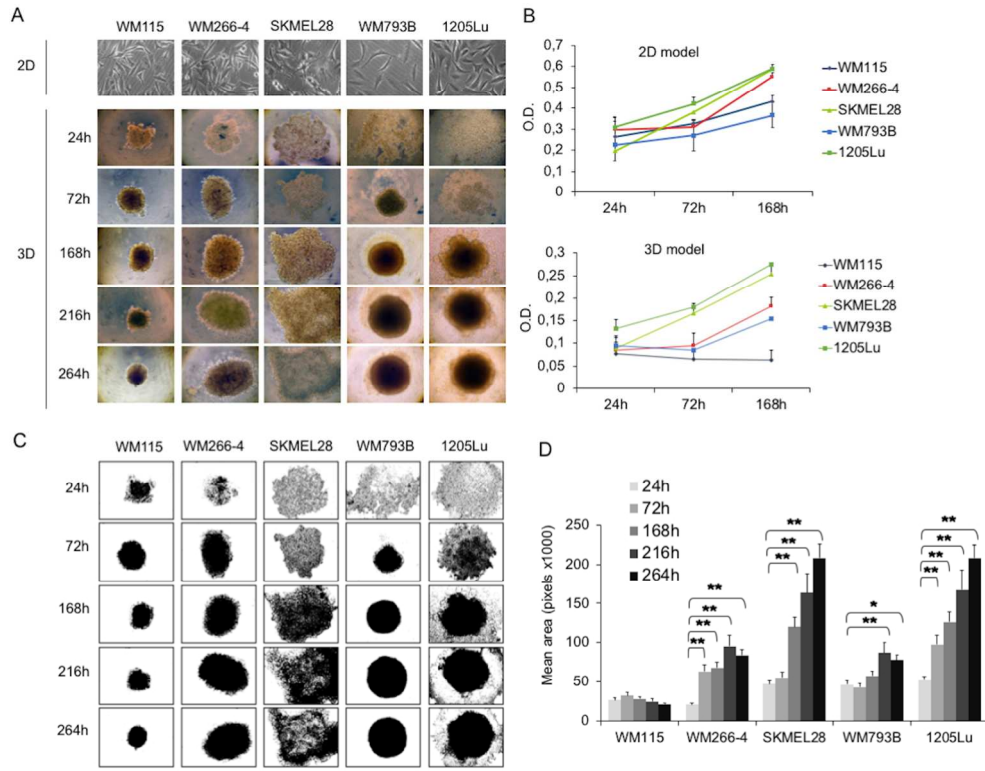 A
WM115 WM266-4 SKMEL28 WM793B 1205Lu
2D
3D
24h
72h
168h
216h
264h
B
2D model
O.D.
0,7
0,6
0,5
0,4
0,3
0,2
0,1
0
24h 72h 168h
WM115
WM266-4
SKMEL28
WM793B
1205Lu
3D model
O.D.
0,3
0,25
0,2
0,15
0,1
0,05
0
24h 72h 168h
WM115
WM266-4
SKMEL28
WM793B
1205Lu
C
WM115 WM266-4 SKMEL28 WM793B 1205Lu
24h
72h
168h
216h
264h
D
24h
72h
168h
216h
264h
Mean area (pixels x1000)
250
200
150
100
50
0
** 
**
**
**
**
**
**
*
**
**
**
**
**
WM115 WM266-4 SKMEL28 WM793B 1205Lu